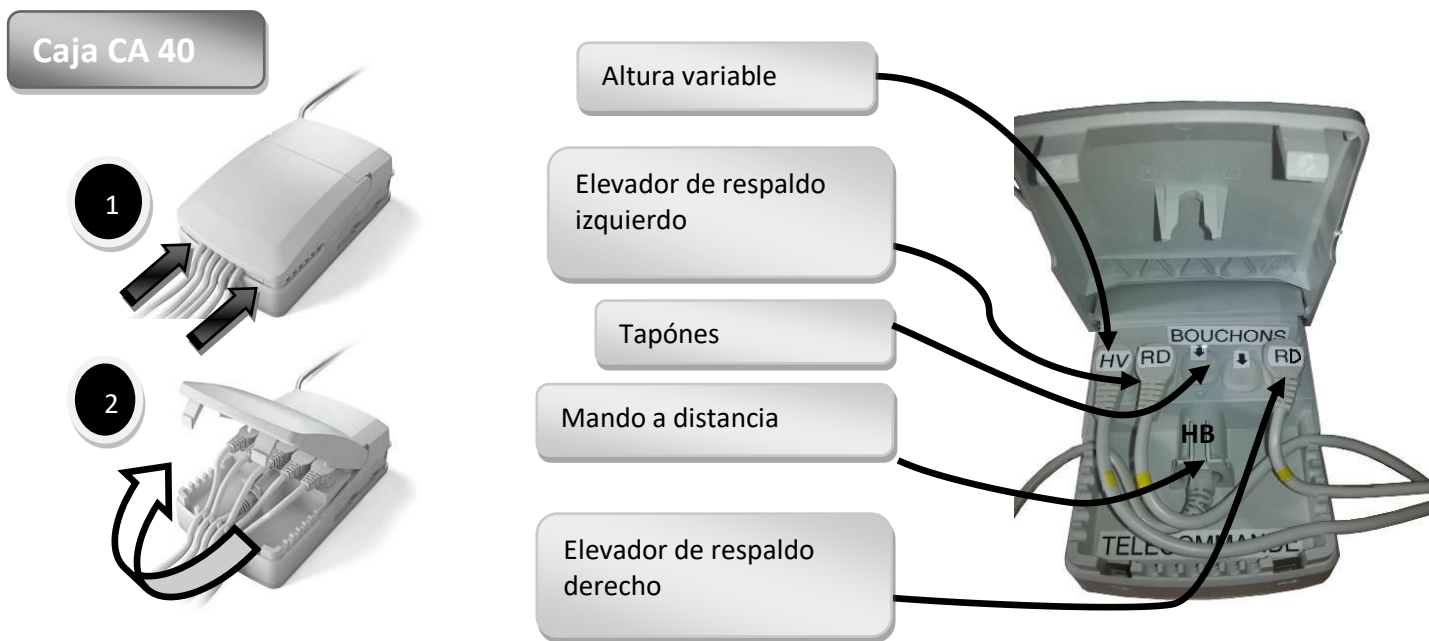 Caja CA 40
1
2
Altura variable
Elevador de respaldo
izquierdo
Tapónes
Mando a distancia
Elevador de respaldo
derecho
BOUCHONS
HV
RD
RD
HB
TELECOMMANDE